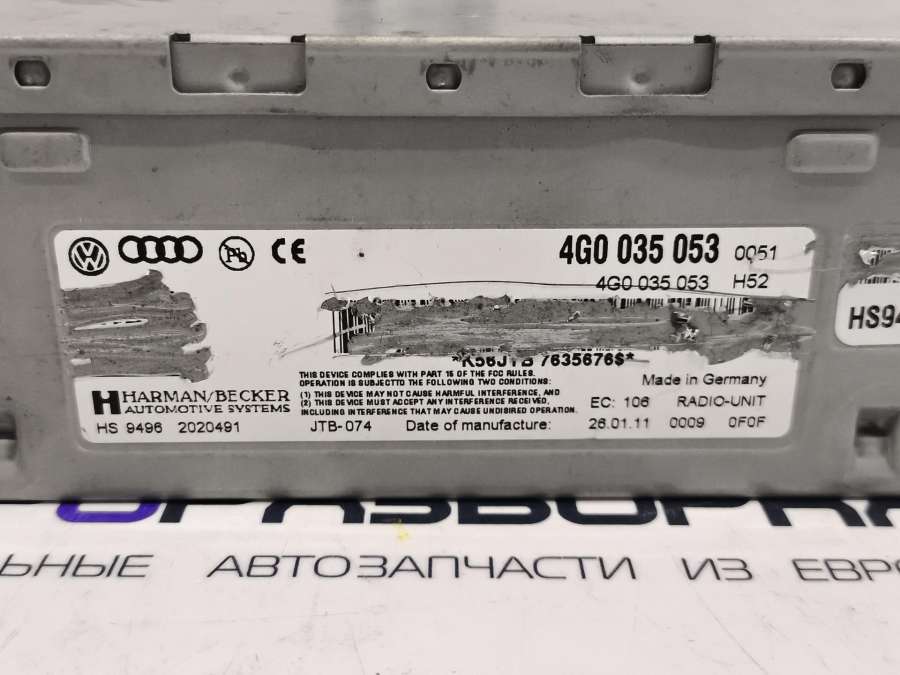 4G0 035 053 0051
4G0 035 053 H52
Pb CE
HS94
*K56JTB 7635676$*
THIS DEVICE COMPLIES WITH PART 15 OF THE FCC RULES.
OPERATION IS SUBJECTTO THE FOLLOWING TWO CONDITIONS:
(1) THIS DEVICE MAY NOT CAUSE HARMFUL INTERFERENCE, AND
(2) THIS DEVICE MUST ACCEPT ANY INTERFERENCE RECEIVED,
INCLUDING INTERFERENCE THAT MAY CAUSE UNDISIRED OPERATION.
Made in Germany
HARMAN/BECKER
AUTOMOTIVE SYSTEMS
EC: 106 RADIO-UNIT
HS 9496 2020491 JTB-074 Date of manufacture: 26.01.11 0009 0F0F
ЬНЫЕ АВТОЗАПЧАСТИ ИЗ ЕВР